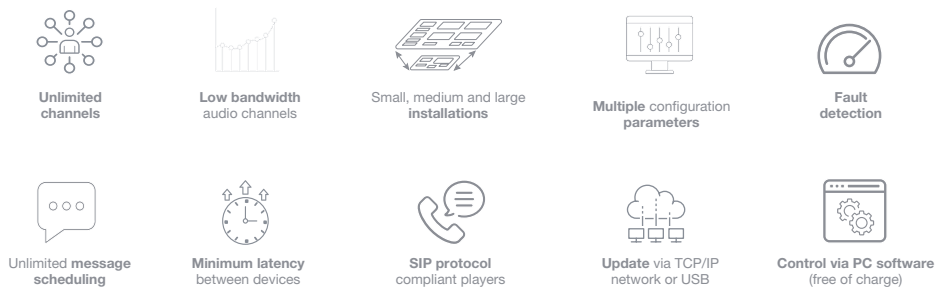 Unlimited
channels
Low bandwidth
audio channels
Small, medium and large
installations
Multiple configuration
parameters
Fault
detection
Unlimited message
scheduling
Minimum latency
between devices
SIP protocol
compliant players
Update via TCP/IP
network or USB
Control via PC software
(free of charge)